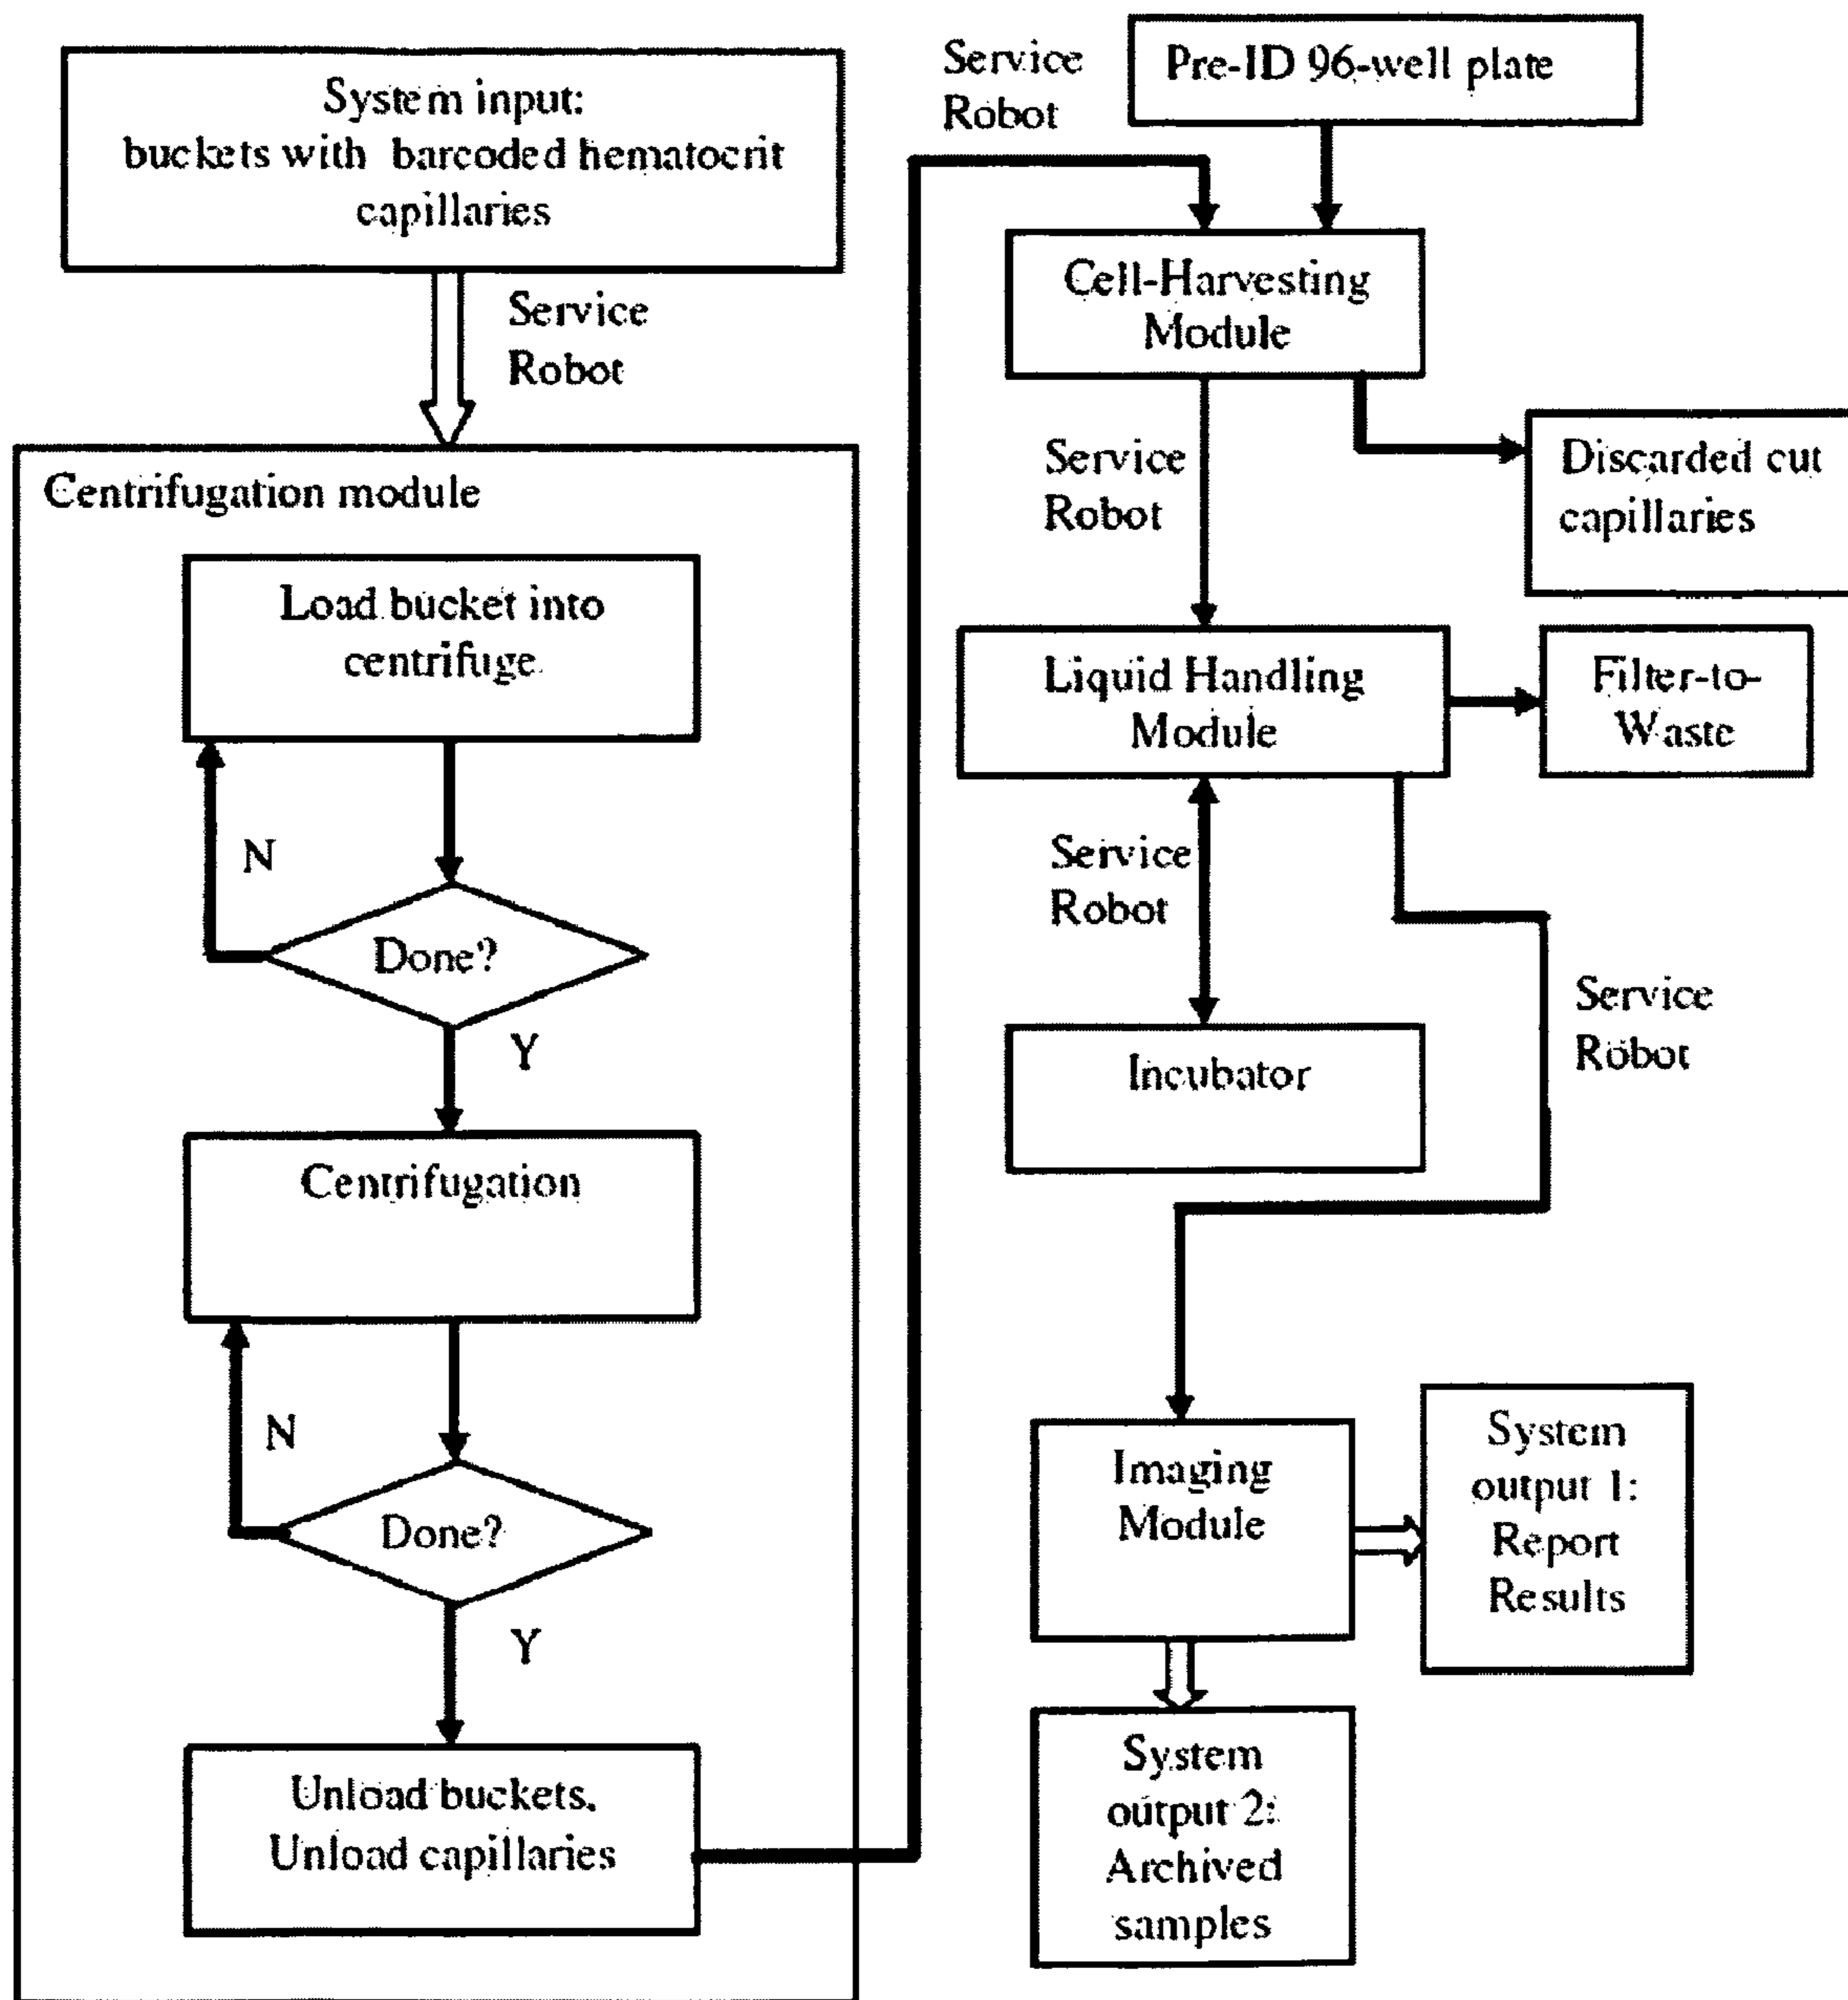 System input:
buckets with barcoded hematocrit
capillaries
Service
Robot
Centrifugation module
Load bucket into
centrifuge
N
Done?
Y
Centrifugation
N
Done?
Y
Unload buckets.
Unload capillaries
Service
Robot
Pre-ID 96-well plate
Cell-Harvesting
Module
Service
Robot
Discarded cut
capillaries
Liquid Handling
Module
Filter-to-
Waste
Service
Robot
Incubator
Service
Robot
Imaging
Module
System
output 1:
Report
Results
System
output 2:
Archived
samples